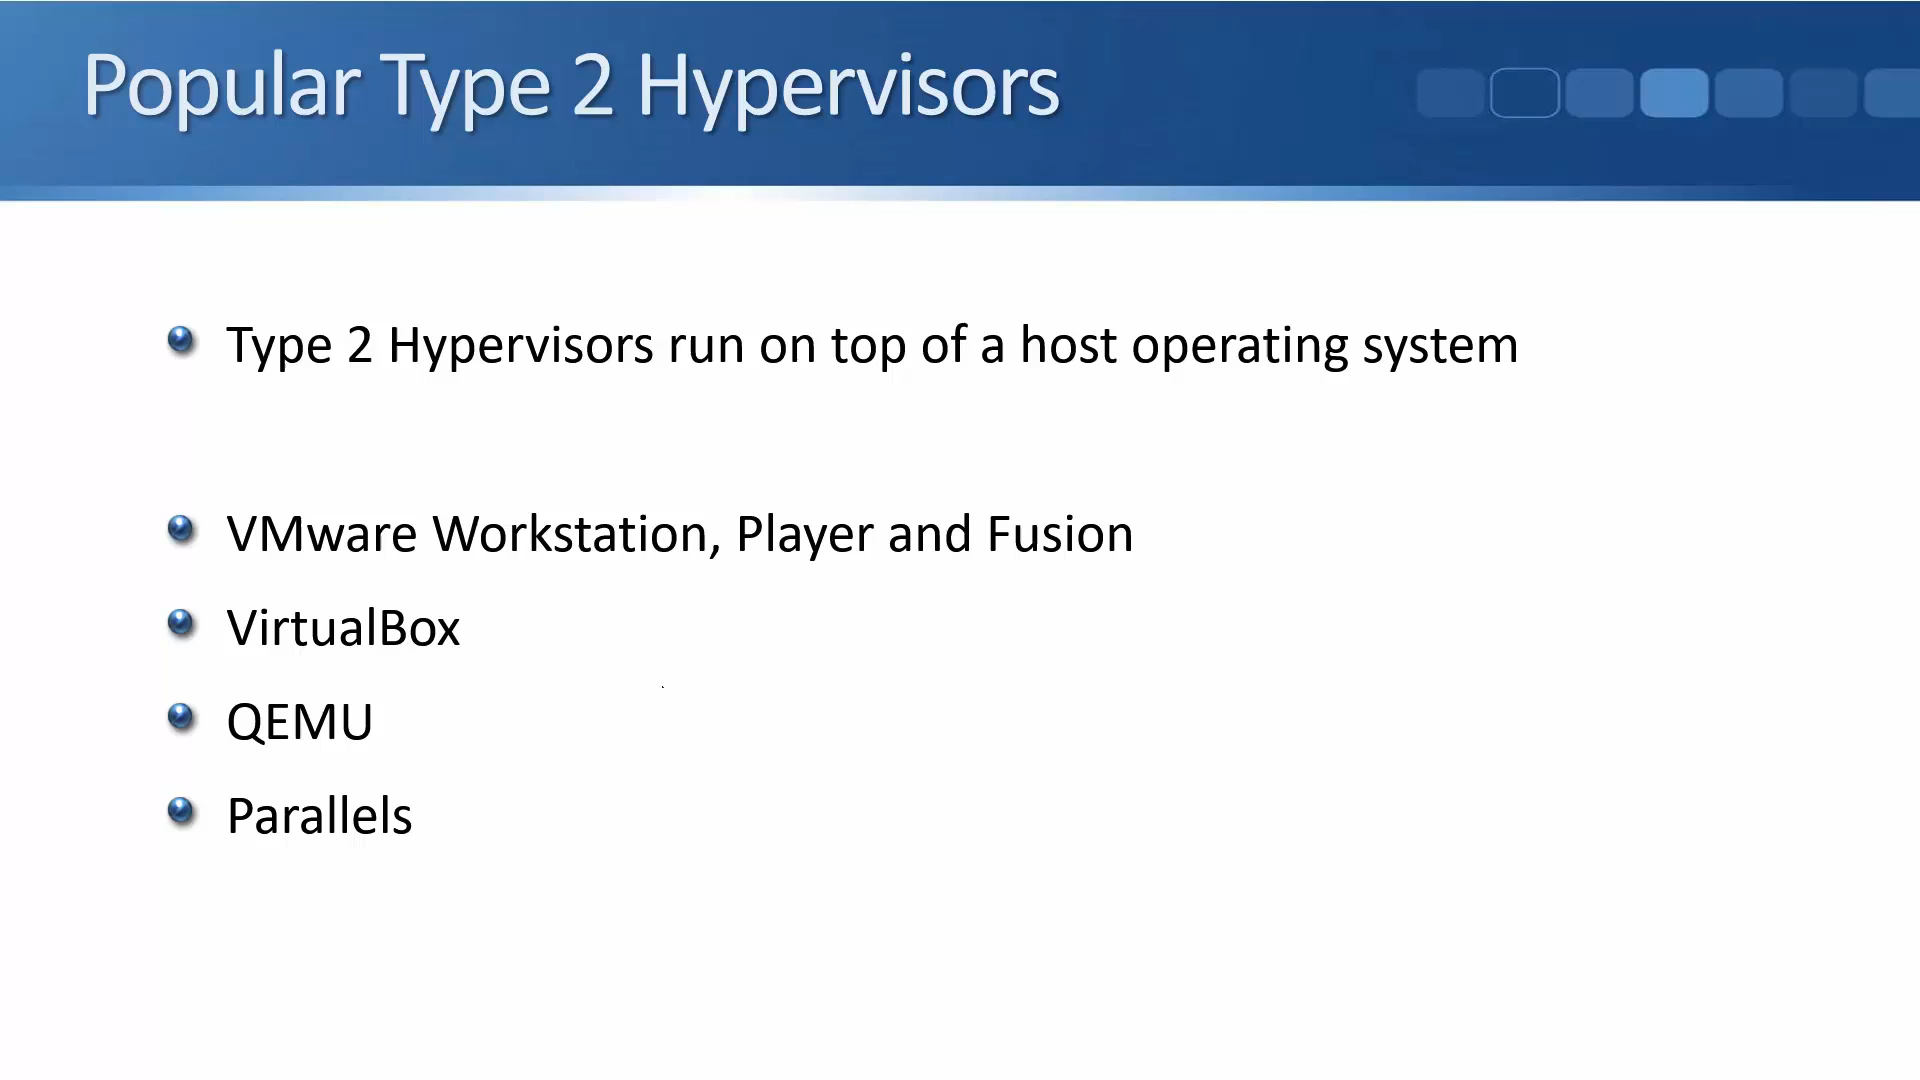 Popular Type 2 Hypervisors
Type 2 Hypervisors run on top of a host operating system
VMware Workstation, Player and Fusion
VirtualBox
QEMU
Parallels